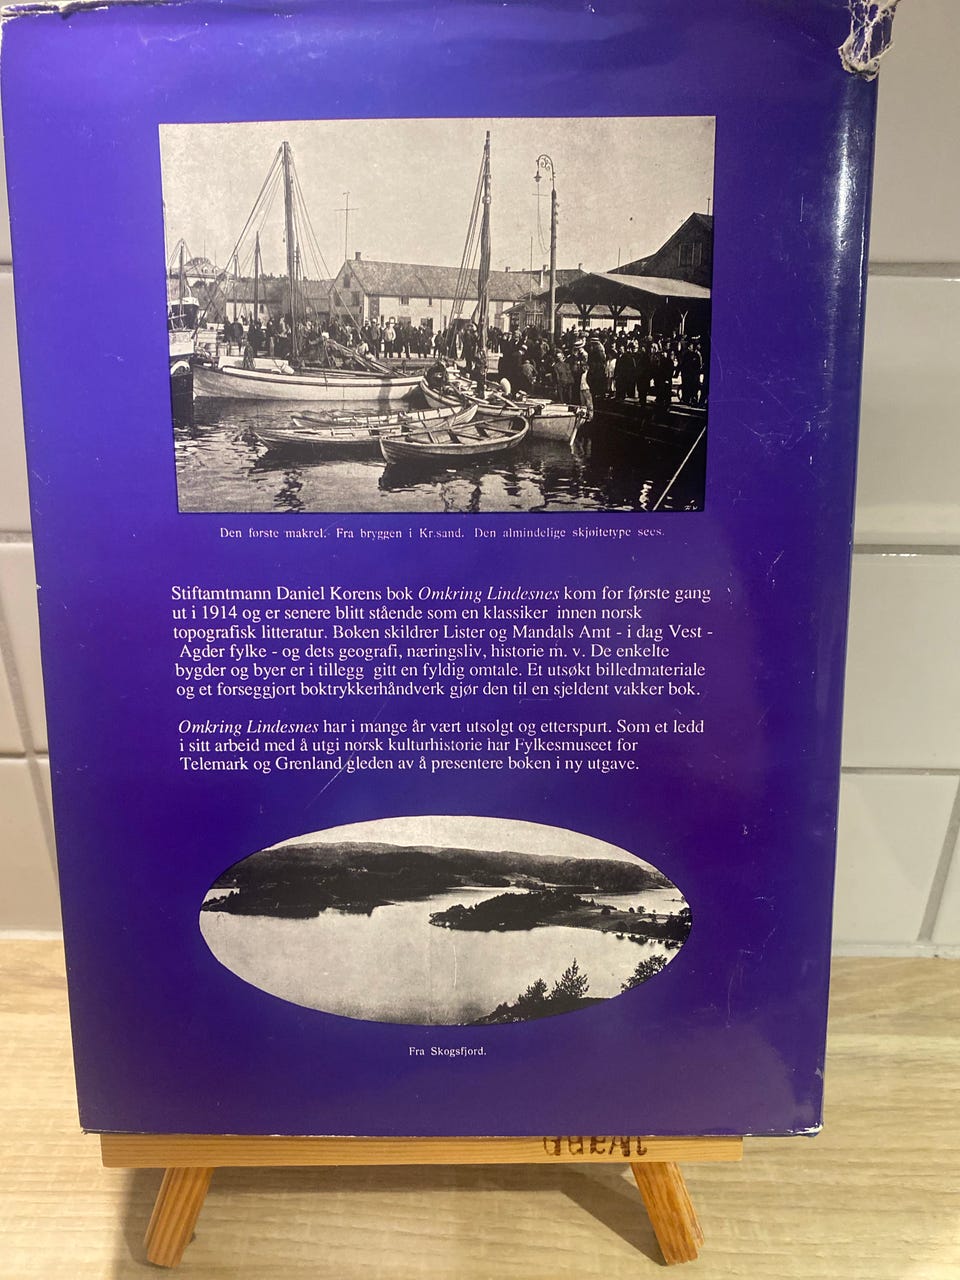 Den første makrel. Fra bryggen i Kr.sand. Den almindelige skjøitetype sees.
Stiftamtmann Daniel Korens bok Omkring Lindesnes kom for første gang
ut i 1914 og er senere blitt stående som en klassiker innen norsk
topografisk litteratur. Boken skildrer Lister og Mandals Amt - i dag Vest -
Agder fylke - og dets geografi, næringsliv, historie m. v. De enkelte
bygder og byer er i tillegg gitt en fyldig omtale. Et utsøkt billedmateriale
og et forseggjort boktrykkerhåndverk gjør den til en sjeldent vakker bok.
Omkring Lindesnes har i mange år vært utsolgt og etterspurt. Som et ledd
i sitt arbeid med å utgi norsk kulturhistorie har Fylkesmuseet for
Telemark og Grenland gleden av å presentere boken i ny utgave.
Fra Skogsfjord.